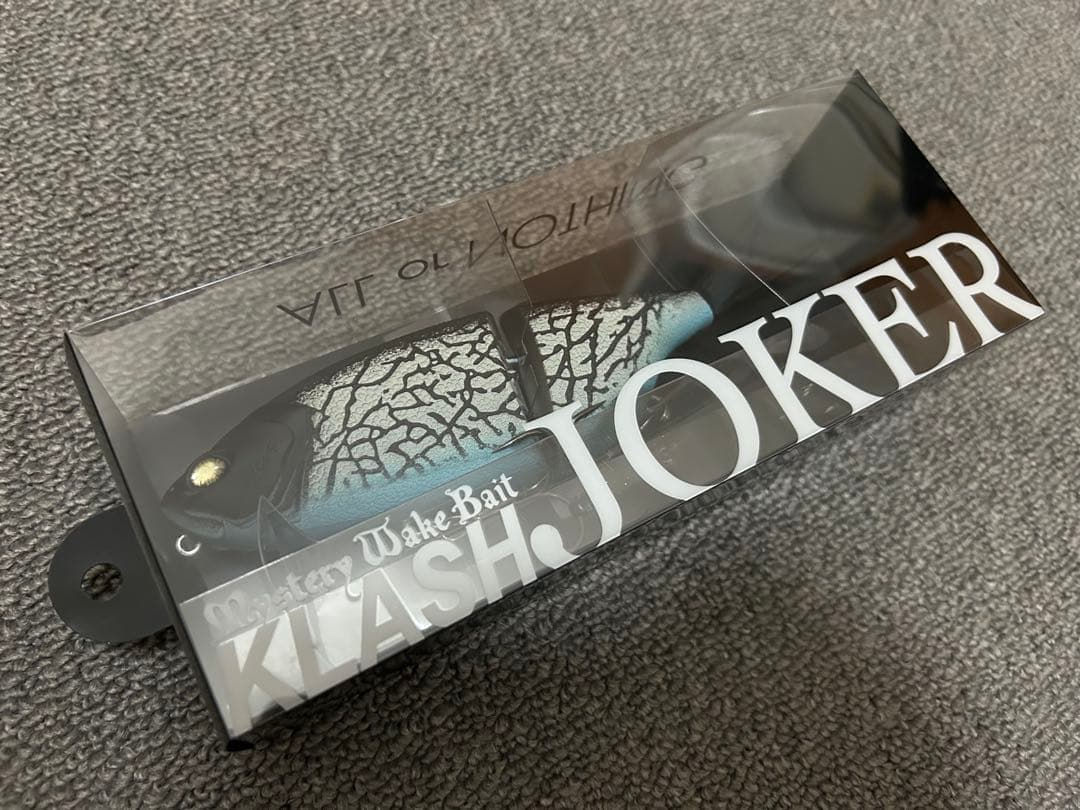 ALL or NOTHING
Mystery Wake Bait
KLASH JOKER